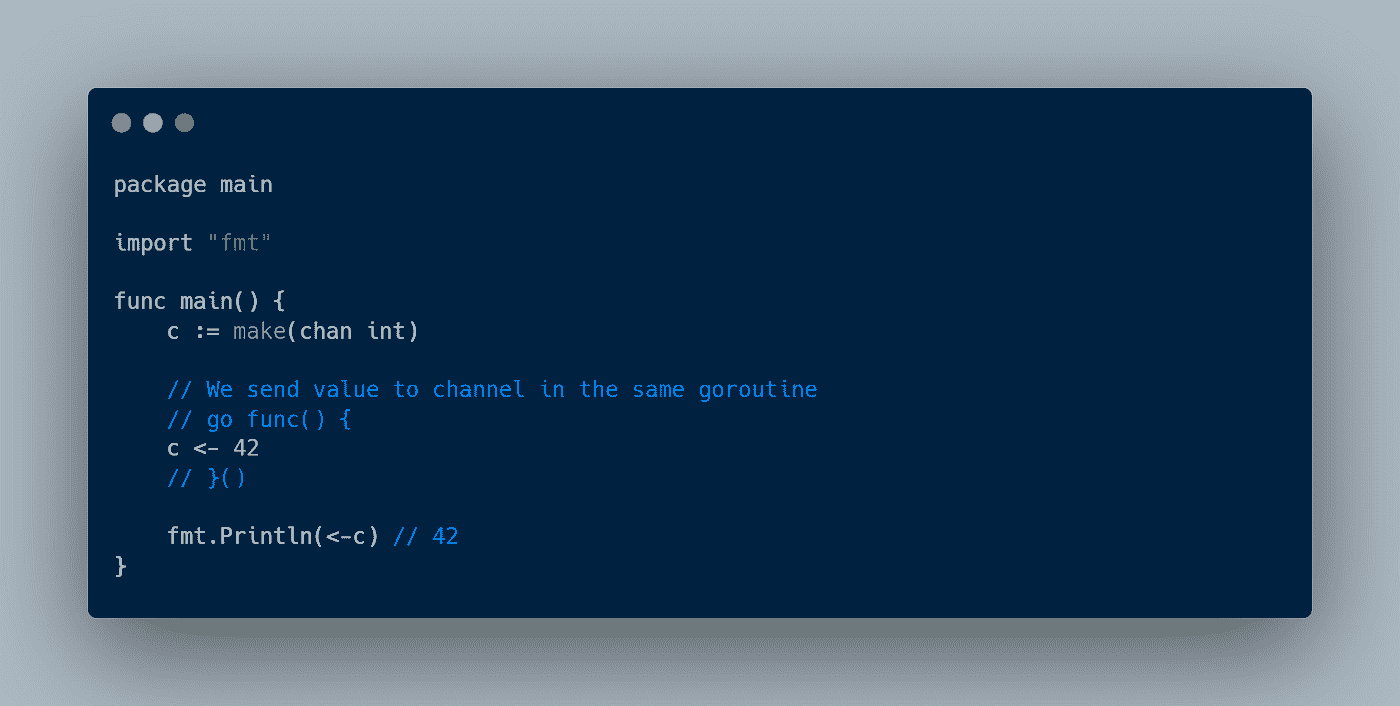 package main
import "fmt"
func main() {
    c := make(chan int)
    // We send value to channel in the same goroutine
    // go func() {
    c <- 42
    // }()
    fmt.Println(<-c) // 42
}